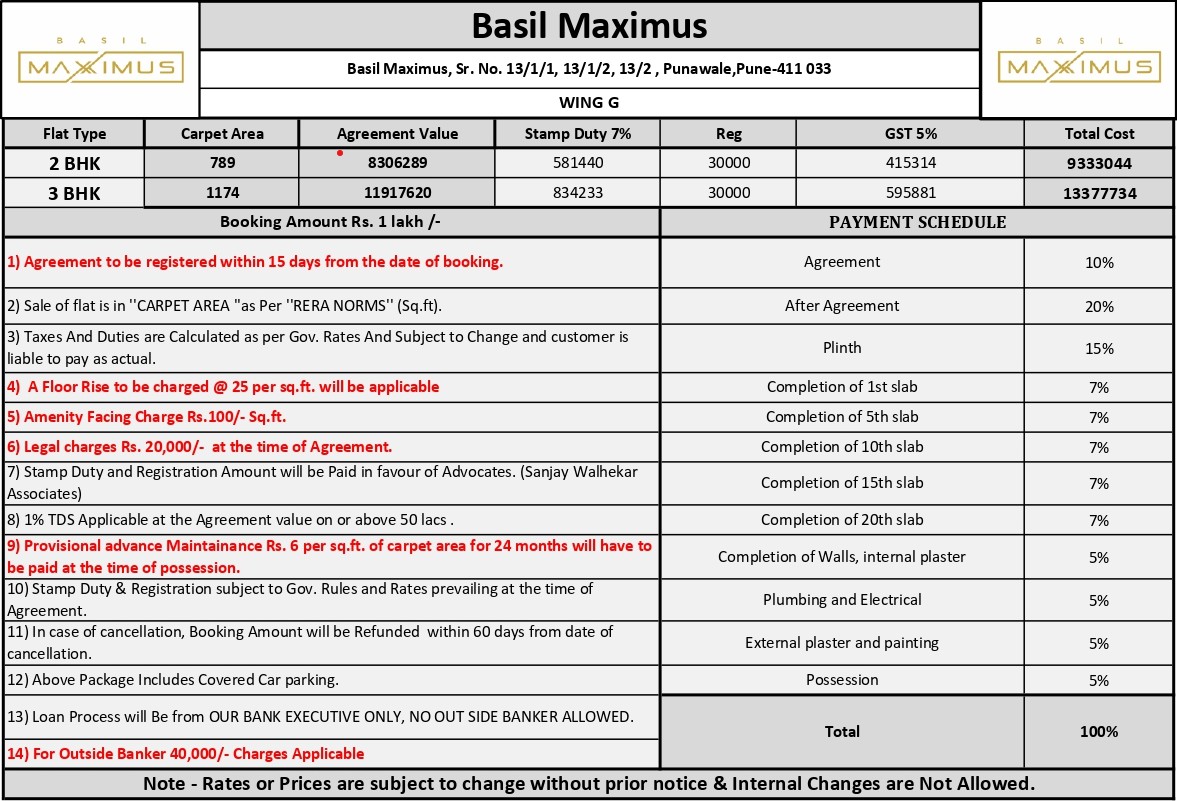 BASIL
MAXIMUS
Basil Maximus
BASIL
MAXIMUS
Basil Maximus, Sr. No. 13/1/1, 13/1/2, 13/2 , Punawale,Pune-411 033
WING G
Flat Type Carpet Area Agreement Value Stamp Duty 7% Reg GST 5% Total Cost
2 BHK 789 8306289 581440 30000 415314 9333044
3 BHK 1174 11917620 834233 30000 595881 13377734
Booking Amount Rs. 1 lakh /- PAYMENT SCHEDULE
1) Agreement to be registered within 15 days from the date of booking. Agreement 10%
2) Sale of flat is in ''CARPET AREA "as Per ''RERA NORMS'' (Sq.ft). After Agreement 20%
3) Taxes And Duties are Calculated as per Gov. Rates And Subject to Change and customer is
liable to pay as actual. Plinth 15%
4) A Floor Rise to be charged @ 25 per sq.ft. will be applicable Completion of 1st slab 7%
5) Amenity Facing Charge Rs.100/- Sq.ft. Completion of 5th slab 7%
6) Legal charges Rs. 20,000/- at the time of Agreement. Completion of 10th slab 7%
7) Stamp Duty and Registration Amount will be Paid in favour of Advocates. (Sanjay Walhekar
Associates) Completion of 15th slab 7%
8) 1% TDS Applicable at the Agreement value on or above 50 lacs . Completion of 20th slab 7%
9) Provisional advance Maintainance Rs. 6 per sq.ft. of carpet area for 24 months will have to
be paid at the time of possession. Completion of Walls, internal plaster 5%
10) Stamp Duty & Registration subject to Gov. Rules and Rates prevailing at the time of
Agreement. Plumbing and Electrical 5%
11) In case of cancellation, Booking Amount will be Refunded within 60 days from date of
cancellation. External plaster and painting 5%
12) Above Package Includes Covered Car parking. Possession 5%
13) Loan Process will Be from OUR BANK EXECUTIVE ONLY, NO OUT SIDE BANKER ALLOWED.
Total 100%
14) For Outside Banker 40,000/- Charges Applicable
Note - Rates or Prices are subject to change without prior notice & Internal Changes are Not Allowed.